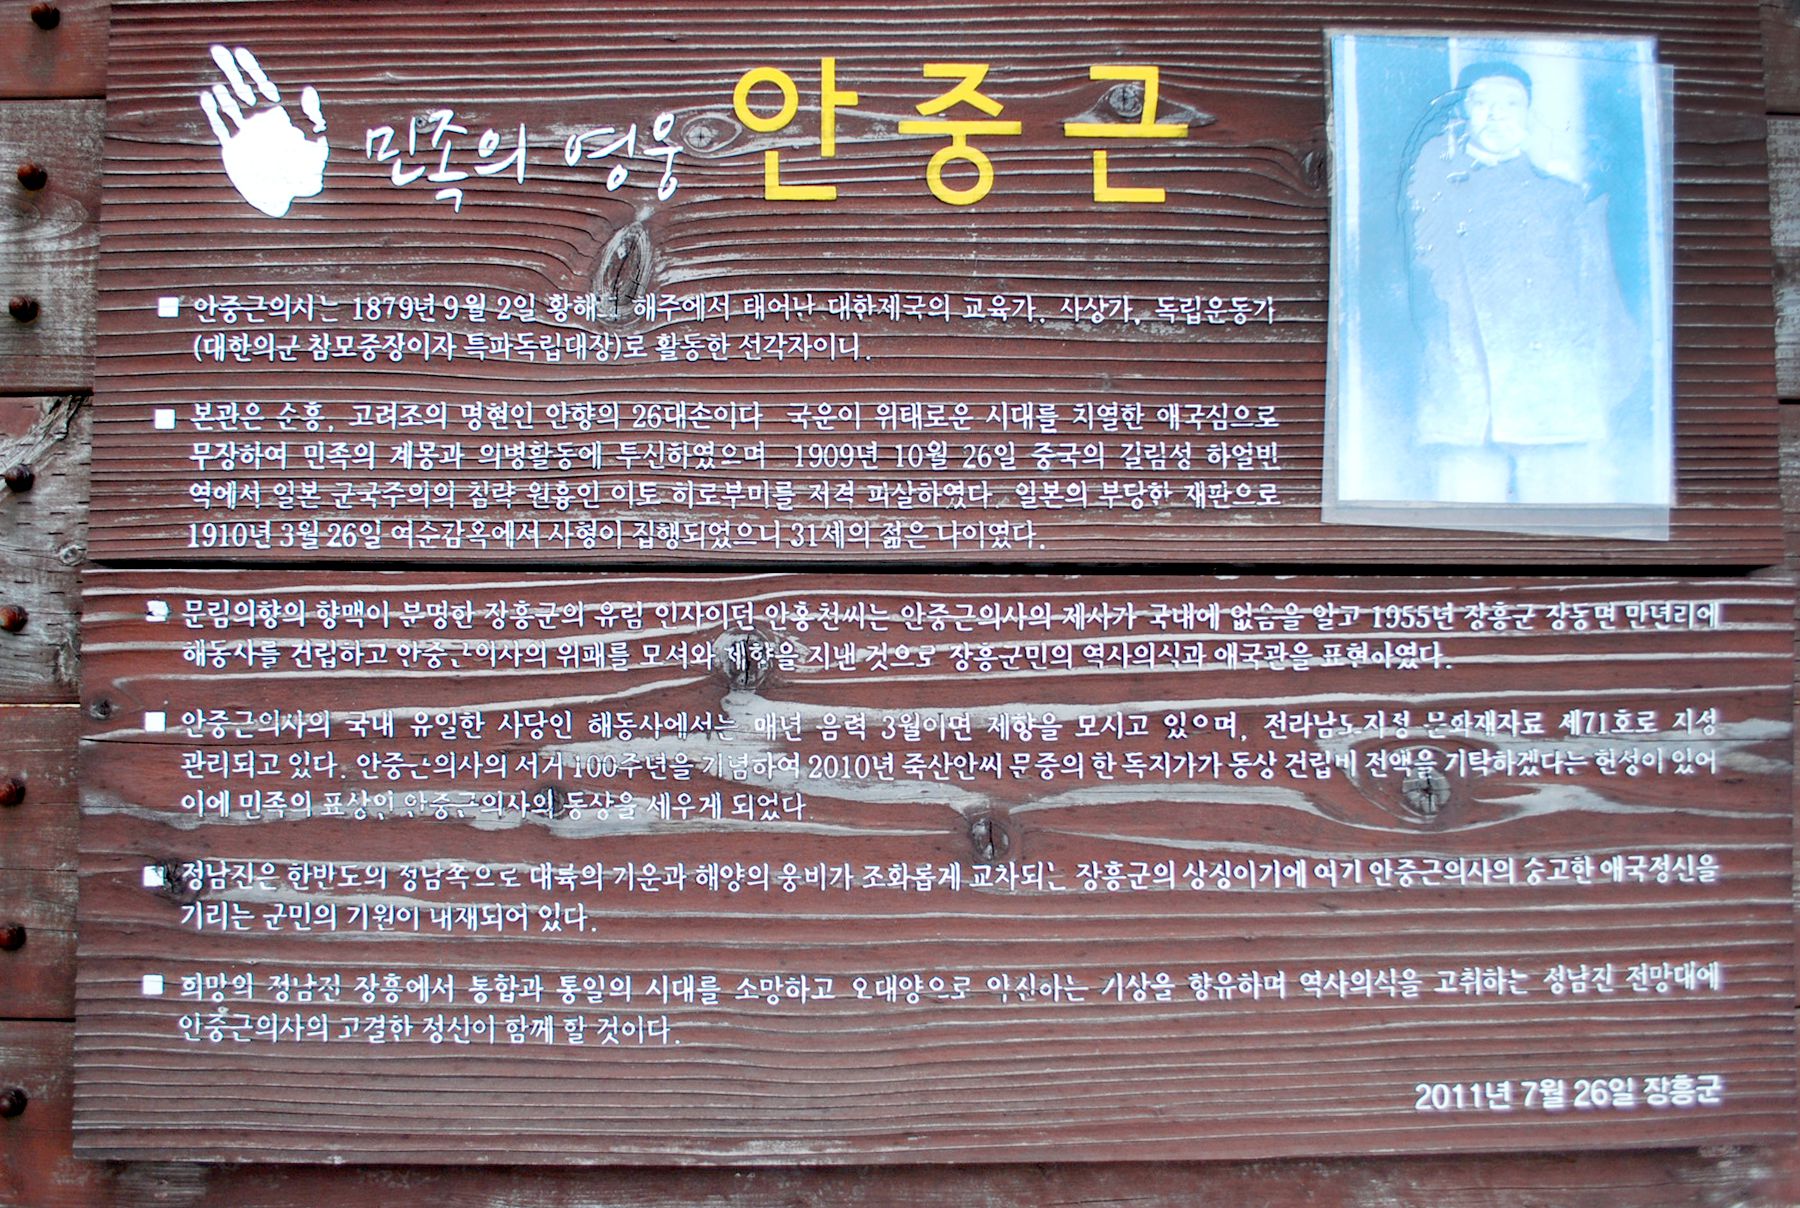 민족의 영웅 안중근
■ 안중근의사는 1879년 9월 2일 황해도 해주에서 태어난 대한제국의 교육가, 사상가, 독립운동가
(대한의군 참모중장이자 특파독립대장)로 활동한 선각자이다.
■ 본관은 순흥, 고려조의 명현인 안향의 26대손이다 국운이 위태로운 시대를 치열한 애국심으로
무장하여 민족의 계몽과 의병활동에 투신하였으며 1909년 10월 26일 중국의 길림성 하얼빈
역에서 일본 군국주의의 침략 원흉인 이토 히로부미를 저격 피살하였다. 일본의 부당한 재판으로
1910년 3월 26일 여순감옥에서 사형이 집행되었으니 31세의 젊은 나이였다.
■ 문림의향의 향맥이 분명한 장흥군의 유림 인사이던 안홍천씨는 안중근의사의 제사가 국내에 없슴을 알고 1955년 장흥군 장동면 만년리에
해동사를 건립하고 안중근의사의 위패를 모셔와 제향을 지낸 것으로 장흥군민의 역사의식과 애국관을 표현하였다.
■ 안중근의사의 국내 유일한 사당인 해동사에서는 매년 음력 3월이면 제향을 모시고 있으며, 전라남도지정 문화재자료 제71호로 지정
관리되고 있다. 안중근의사의 서거 100주년을 기념하여 2010년 죽산안씨 문중의 한 독지가가 동상 건립비 전액을 기탁하겠다는 헌성이 있어
이에 민족의 표상인 안중근의사의 동상을 세우게 되었다.
■ 정남진은 한반도의 정남쪽으로 대륙의 기운과 해양의 웅비가 조화롭게 교차되는 장흥군의 상징이기에 여기 안중근의사의 숭고한 애국정신을
기리는 군민의 기원이 내재되어 있다.
■ 희망의 정남진 장흥에서 통합과 통일의 시대를 소망하고 오대양으로 약진하는 기상을 향유하며 역사의식을 고취하는 정남진 전망대에
안중근의사의 고결한 정신이 함께 할 것이다.
2011년 7월 26일 장흥군